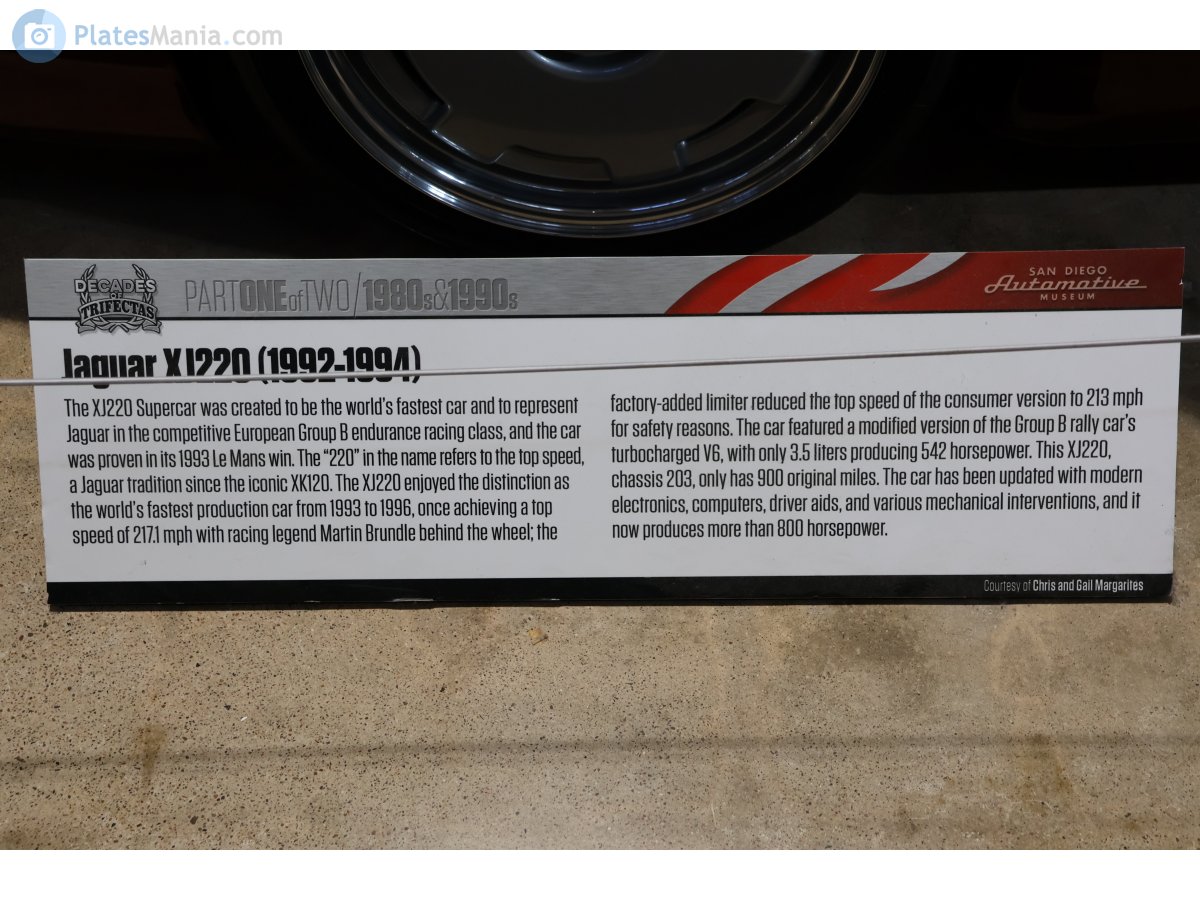 PlatesMania.com
DECADES
OF
TRIFECTAS
PARTONEofTWO/1980s&1990s
SAN DIEGO
Automotive
MUSEUM
Jaguar XJ220 (1992-1994)
The XJ220 Supercar was created to be the world's fastest car and to represent
Jaguar in the competitive European Group B endurance racing class, and the car
was proven in its 1993 Le Mans win. The “220” in the name refers to the top speed,
a Jaguar tradition since the iconic XK120. The XJ220 enjoyed the distinction as
the world's fastest production car from 1993 to 1996, once achieving a top
speed of 217.1 mph with racing legend Martin Brundle behind the wheel; the
factory-added limiter reduced the top speed of the consumer version to 213 mph
for safety reasons. The car featured a modified version of the Group B rally car's
turbocharged V6, with only 3.5 liters producing 542 horsepower. This XJ220,
chassis 203, only has 900 original miles. The car has been updated with modern
electronics, computers, driver aids, and various mechanical interventions, and it
now produces more than 800 horsepower.
Courtesy of Chris and Gail Margarites